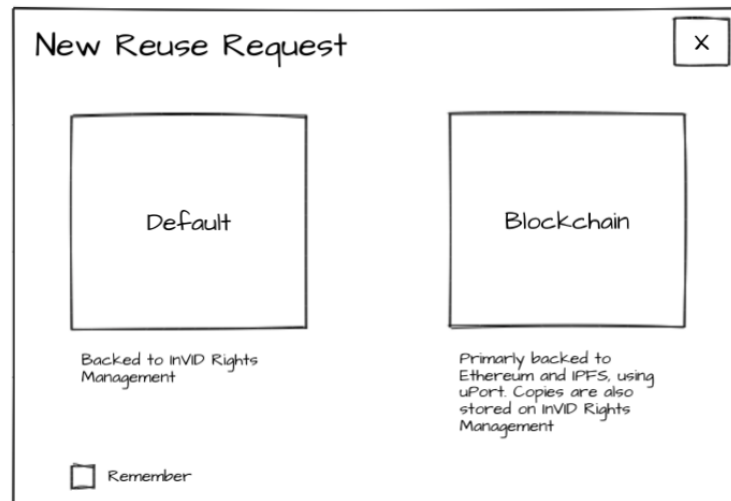 New Reuse Request
X
Default
Blockchain
Backed to InVID Rights
Management
Primarly backed to
Ethereum and IPFS, using
uPort. Copies are also
stored on InVID Rights
Management
Remember